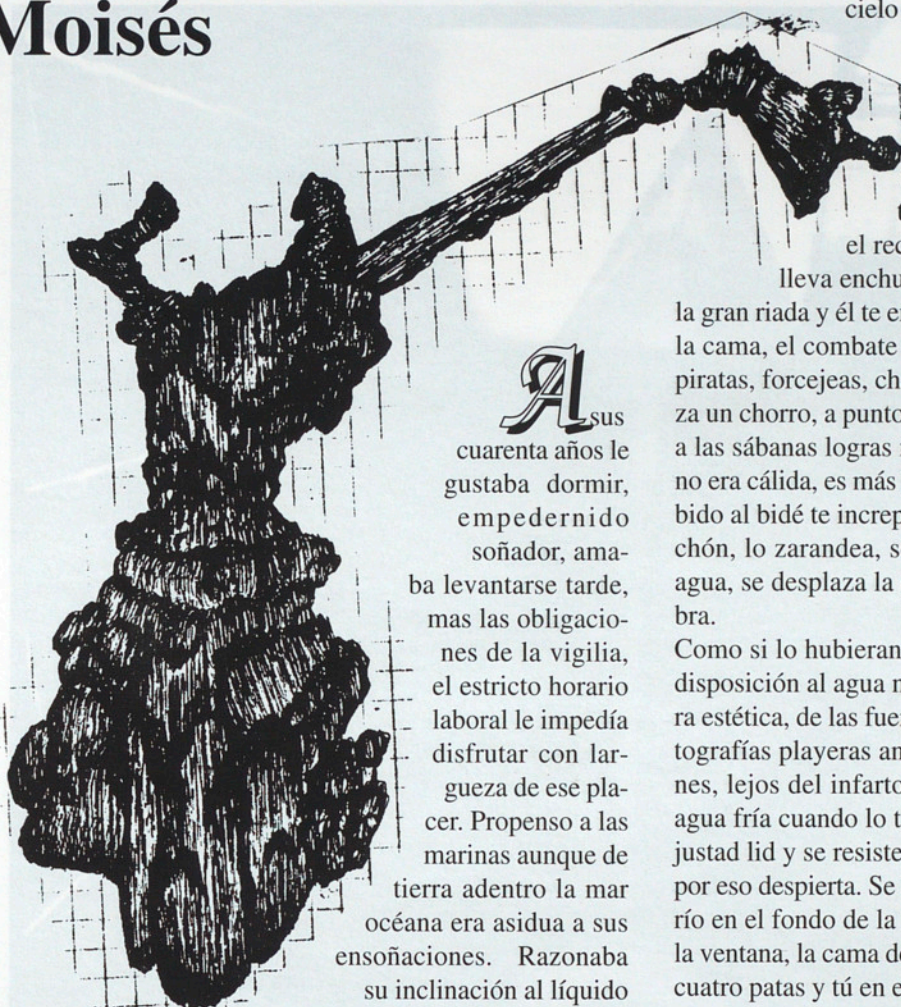 Moisés
A sus
cuarenta años le
gustaba dormir,
empedernido
soñador, ama-
ba levantarse tarde,
mas las obligacio-
nes de la vigilia,
el estricto horario
laboral le impedía
disfrutar con lar-
gueza de ese pla-
cer. Propenso a las
marinas aunque de
tierra adentro la mar
océana era asidua a sus
ensoñaciones. Razonaba
su inclinación al líquido
cielo
t
el rec
lleva enchu
la gran riada y él te e
la cama, el combate
piratas, forcejeas, ch
za un chorro, a punto
a las sábanas logras
no era cálida, es más
bido al bidé te increp
chón, lo zarandea, s
agua, se desplaza la
bra.
Como si lo hubieran
disposición al agua
ra estética, de las fue
tografías playeras an
nes, lejos del infarto
agua fría cuando lo t
justad lid y se resiste
por eso despierta. Se
río en el fondo de la
la ventana, la cama de
cuatro patas y tú en e